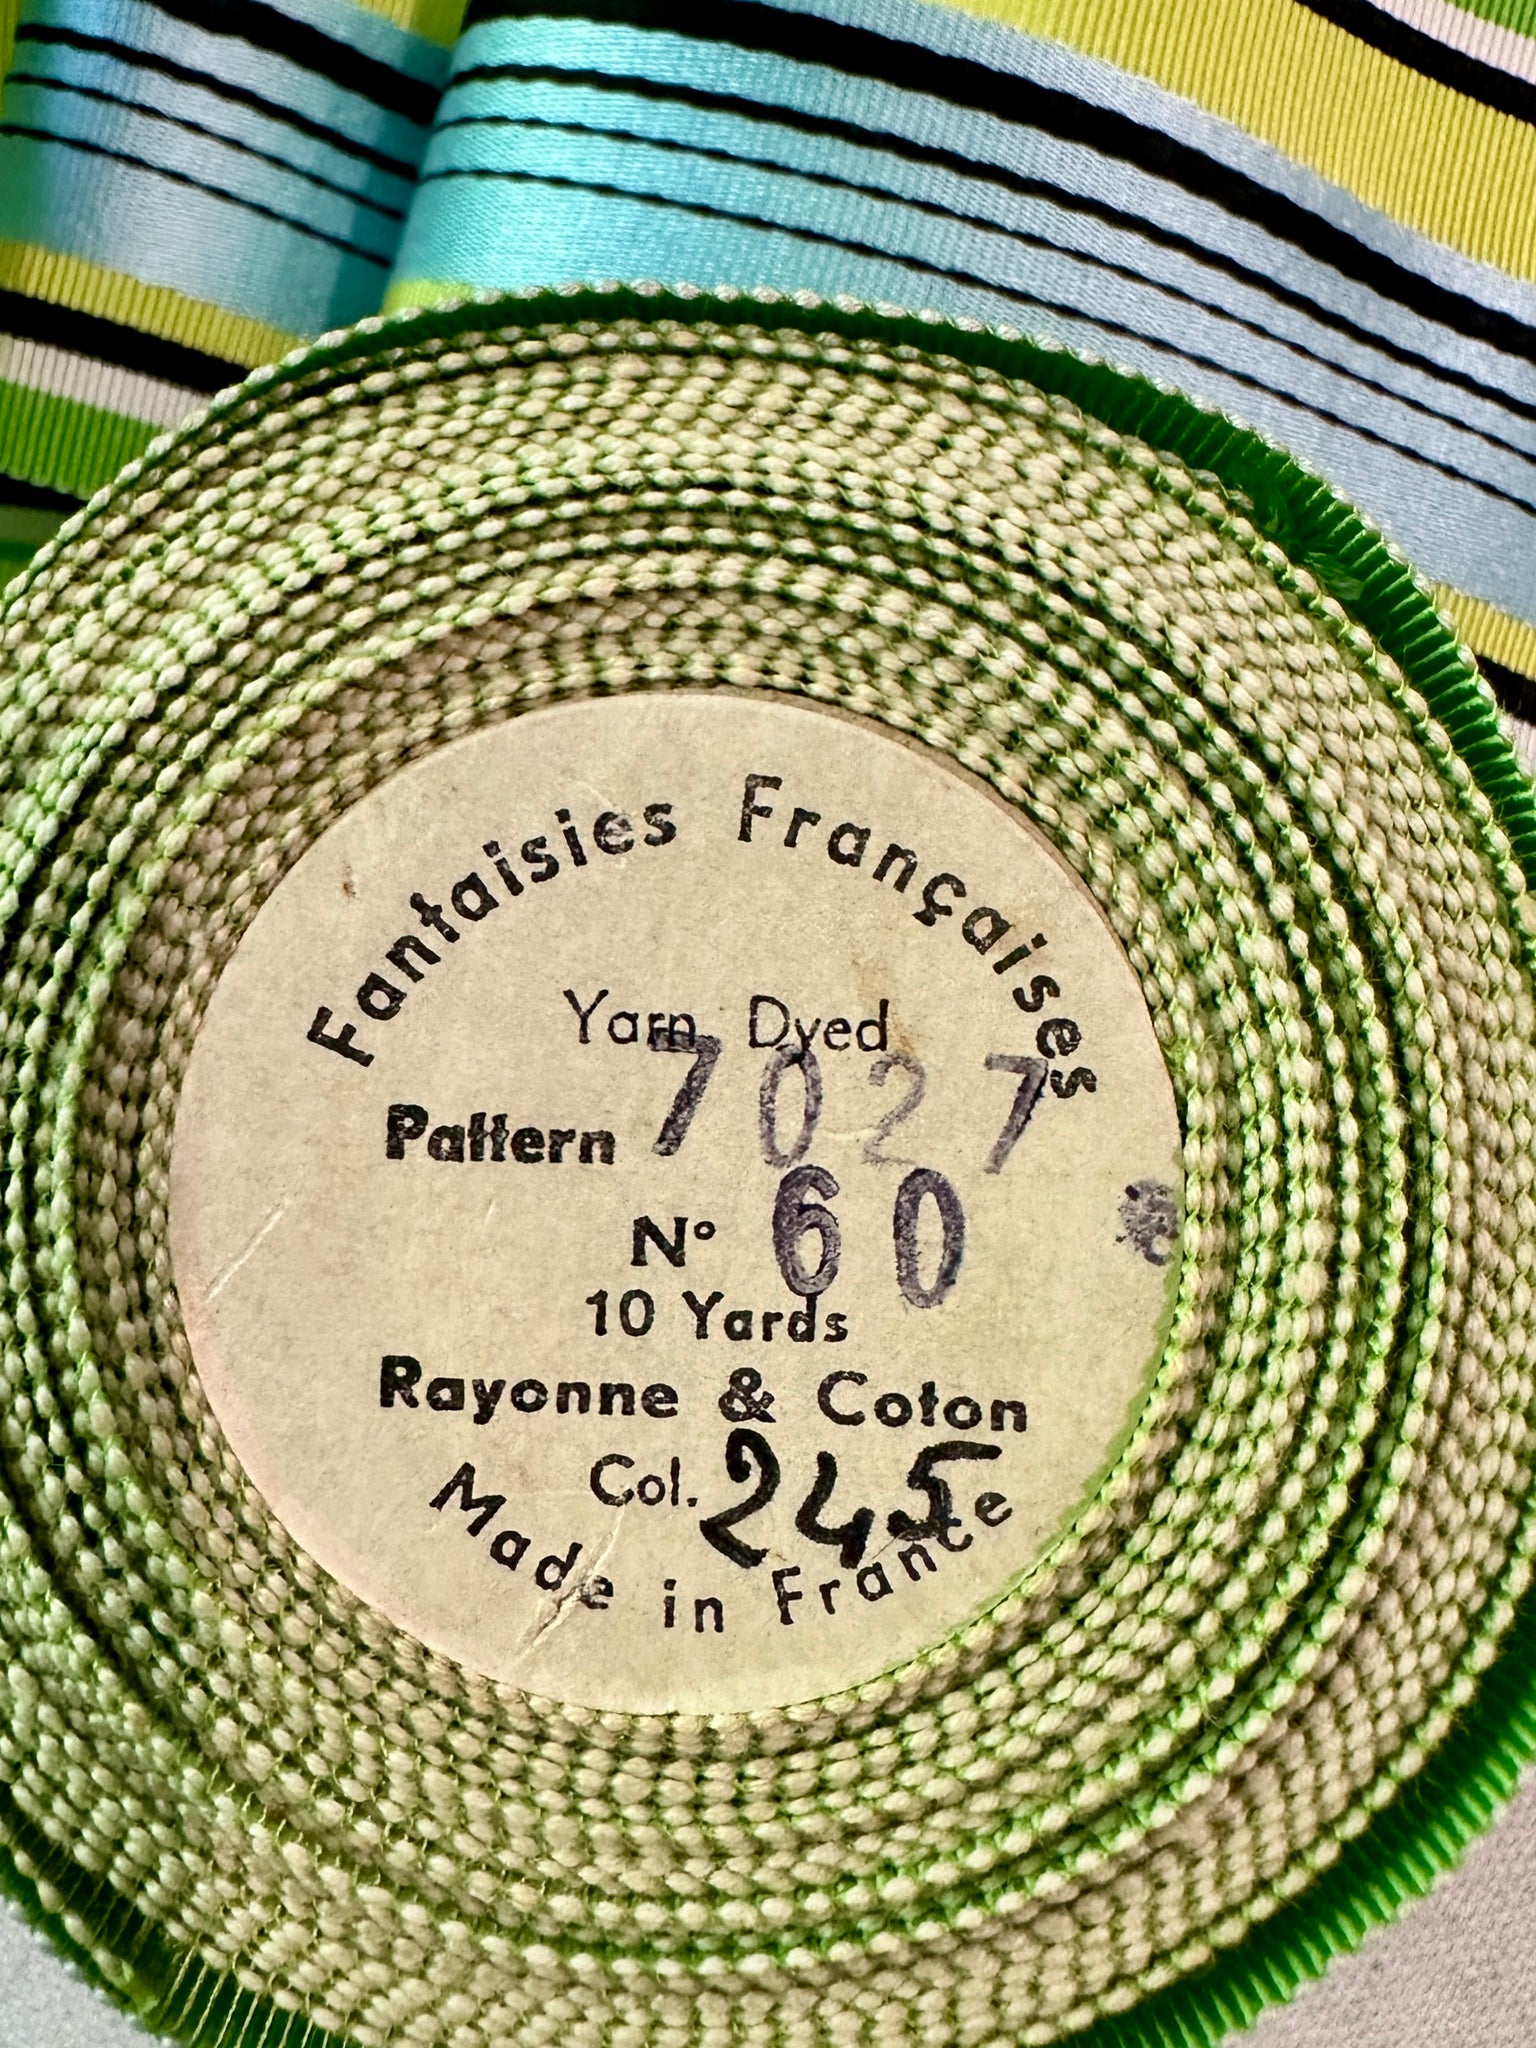 Fantaisies Françaises
Yarn Dyed
Pattern 7027
N° 60
10 Yards
Rayonne & Coton
Col. 245
Made in France